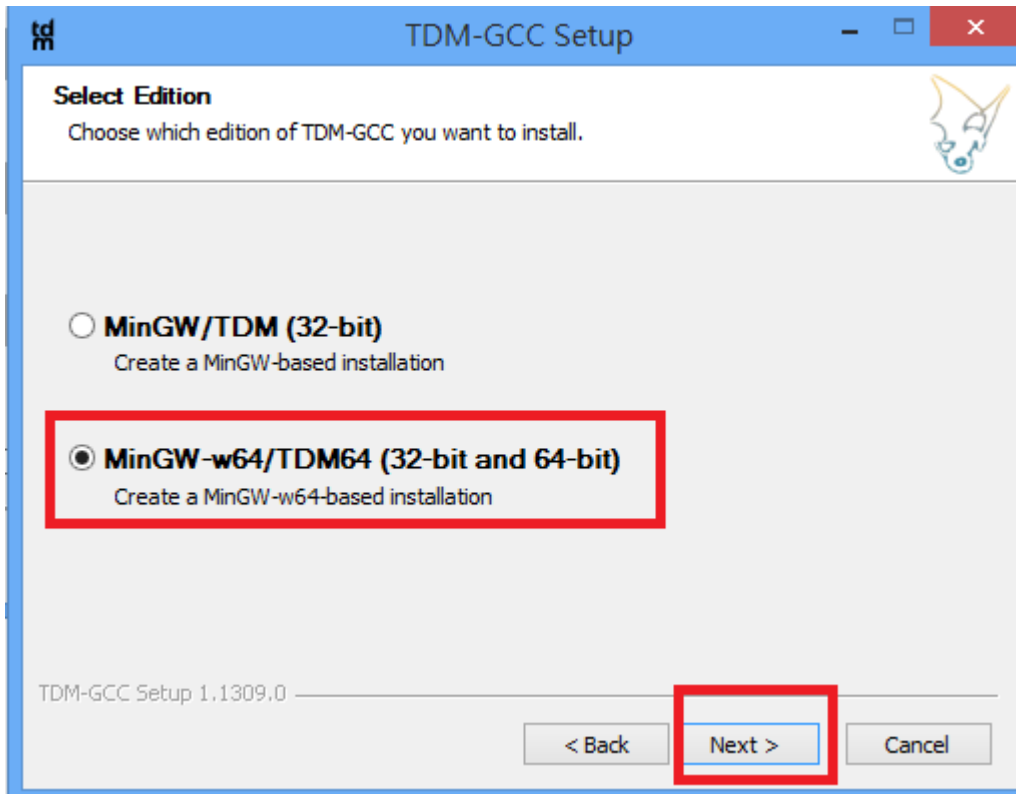 tdm
TDM-GCC Setup
Select Edition
Choose which edition of TDM-GCC you want to install.
MinGW/TDM (32-bit)
Create a MinGW-based installation
MinGW-w64/TDM64 (32-bit and 64-bit)
Create a MinGW-w64-based installation
TDM-GCC Setup 1.1309.0
< Back Next > Cancel